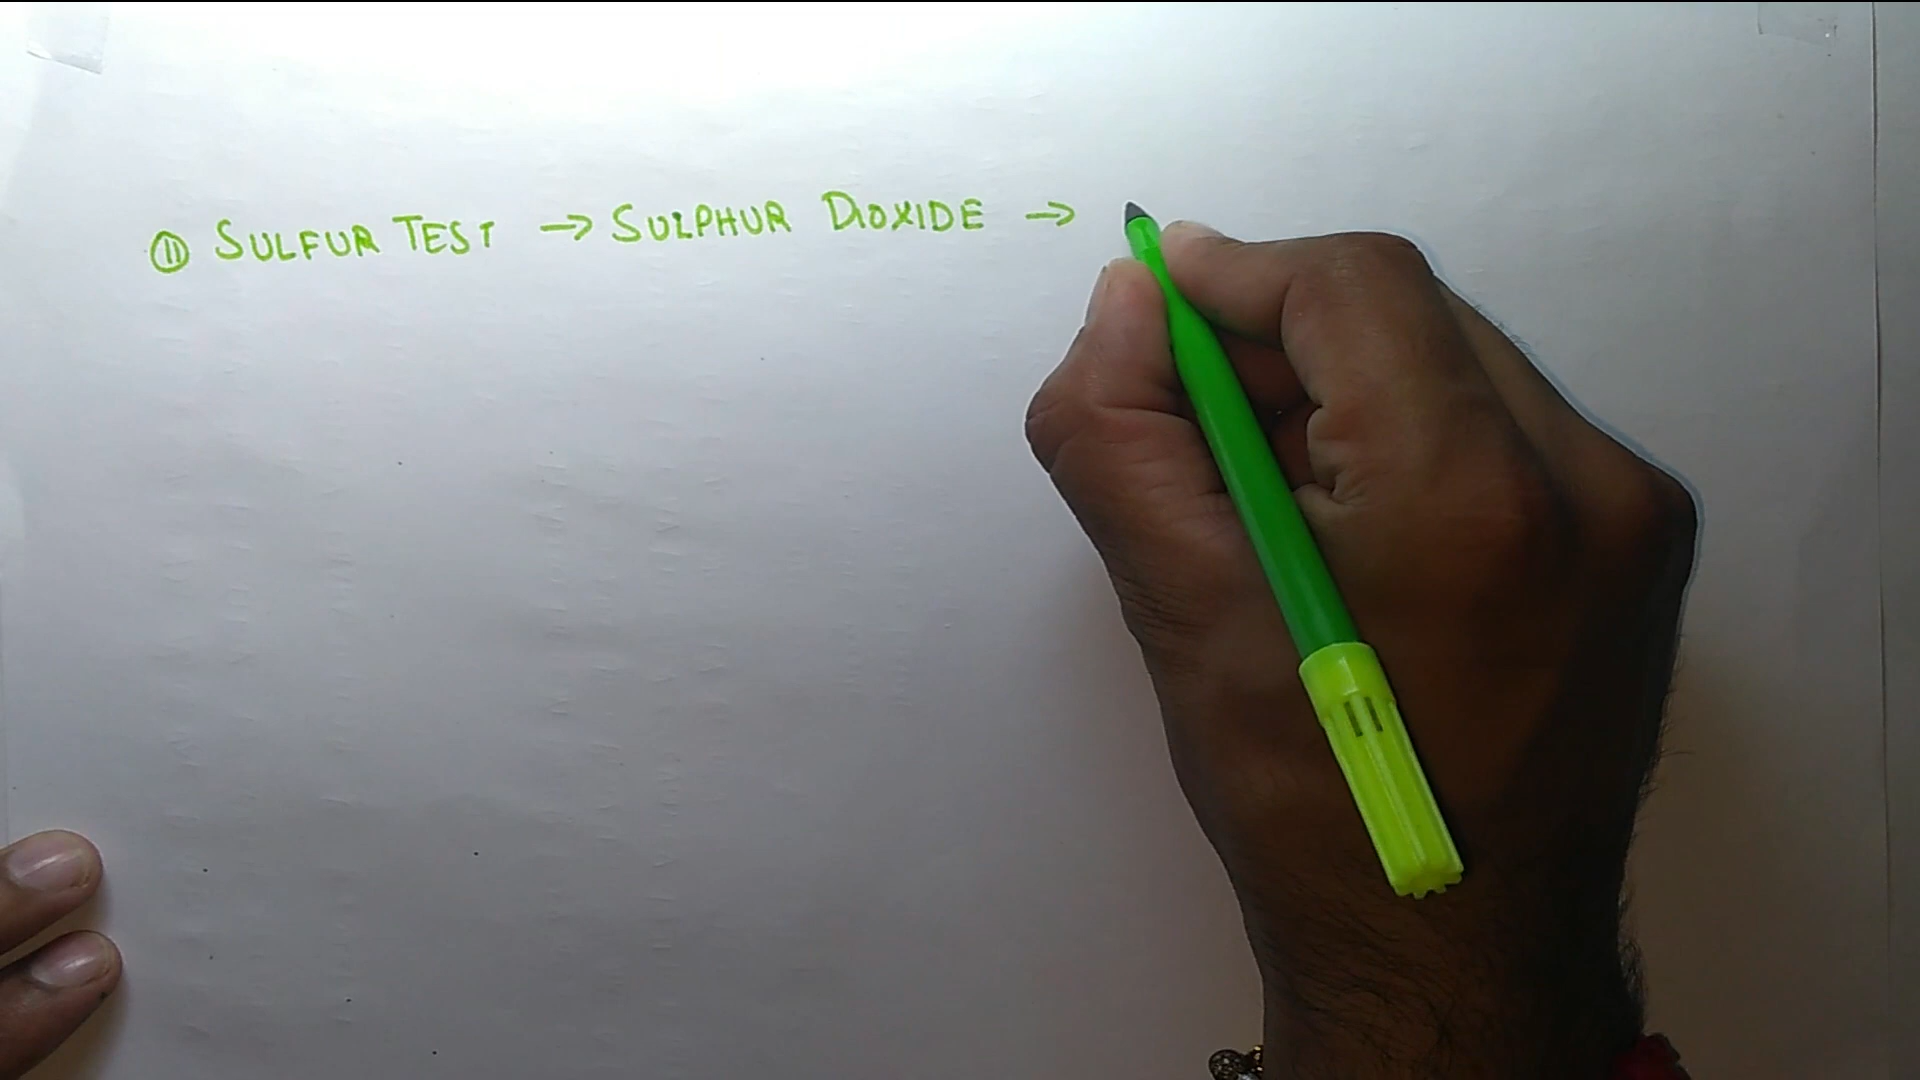 ⑪ SULFUR TEST → SULPHUR DIOXIDE →